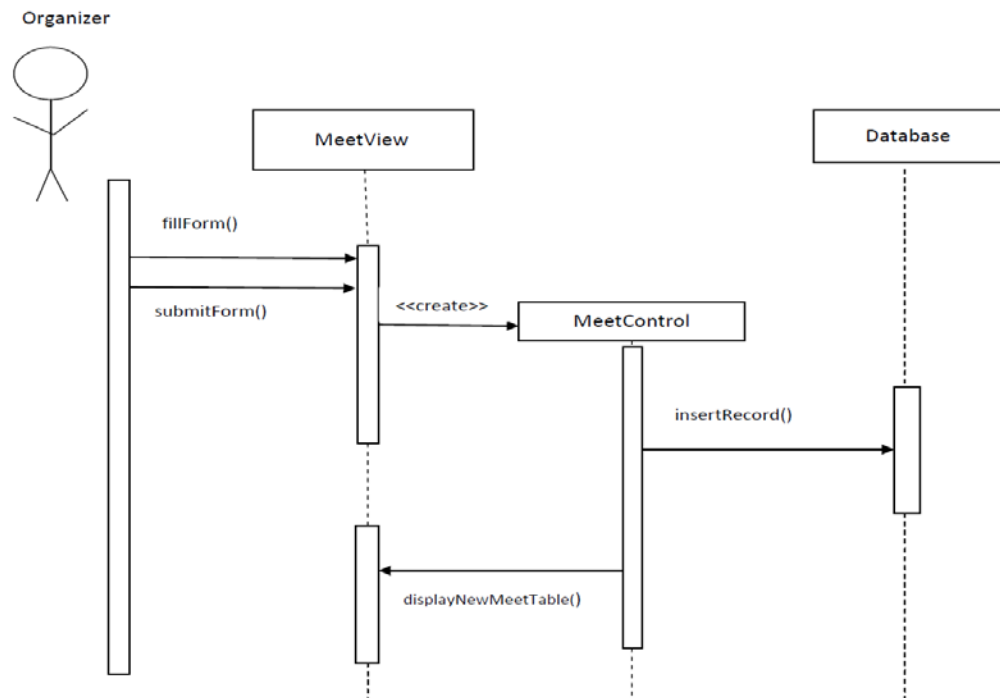 Organizer
MeetView
Database
fillForm()
submitForm()
<<create>>
MeetControl
insertRecord()
displayNewMeetTable()